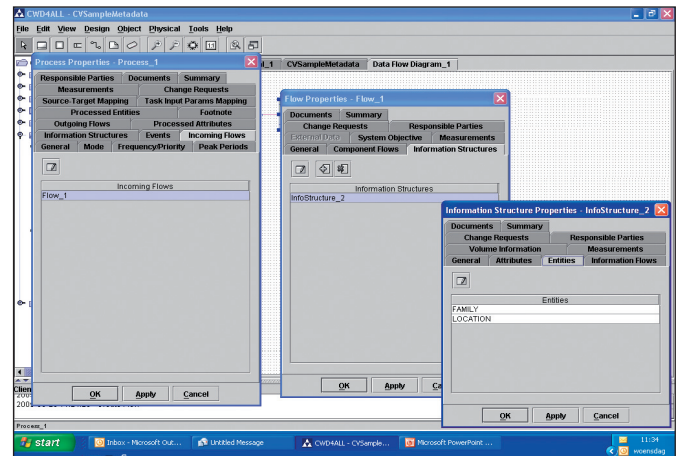 CWD4ALL - CVSampleMetadata
File Edit View Design Object Physical Tools Help
CVSampleMetadata Data Flow Diagram_1
Process Properties - Process_1
Responsible Parties Documents Summary
Measurements Change Requests
Source-Target Mapping Task Input Params Mapping
Processed Entities Footnote
Outgoing Flows Processed Attributes
Information Structures Events Incoming Flows
General Mode Frequency/Priority Peak Periods
Incoming Flows
Flow_1
OK Apply Cancel
Flow Properties - Flow_1
Documents Summary
Change Requests Responsible Parties
External Data System Objective Measurements
General Component Flows Information Structures
Information Structures
InfoStructure_2
OK Apply
Information Structure Properties - InfoStructure_2
Documents Summary
Change Requests Responsible Parties
Volume Information Measurements
General Attributes Entities Information Flows
Entities
FAMILY
LOCATION
OK Apply Cancel
Process_1
start Inbox - Microsoft Out... Untitled Message CWD4ALL - CVSample... Microsoft PowerPoint ... 11:34
woensdag